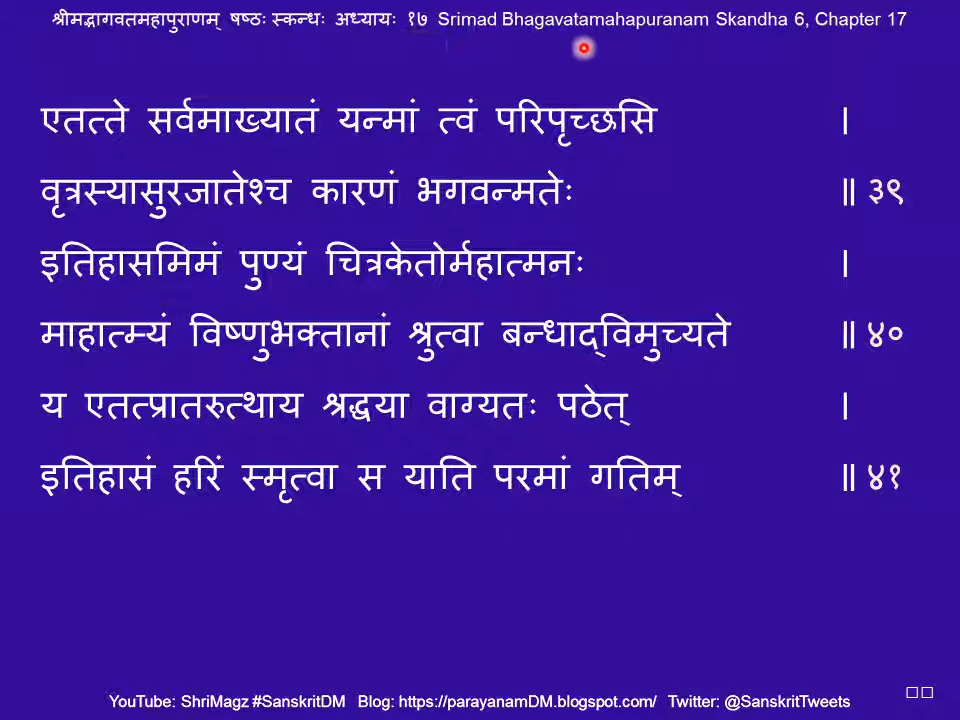 श्रीमद्भागवतमहापुराणम् षष्ठः स्कन्धः अध्यायः १७ Srimad Bhagavatamahapuranam Skandha 6, Chapter 17
एतत्ते सर्वमाख्यातं यन्मां त्वं परिपृच्छसि ।
वृत्रस्यासुरजातेश्च कारणं भगवन्मतेः ॥ ३९
इतिहासमिमं पुण्यं चित्रकेतोर्महात्मनः ।
माहात्म्यं विष्णुभक्तानां श्रुत्वा बन्धाद्विमुच्यते ॥ ४०
य एतत्प्रातरुत्थाय श्रद्धया वाग्यतः पठेत् ।
इतिहासं हरिं स्मृत्वा स याति परमां गतिम् ॥ ४१
YouTube: ShriMagz #SanskritDM Blog: https://parayanamDM.blogspot.com/ Twitter: @SanskritTweets